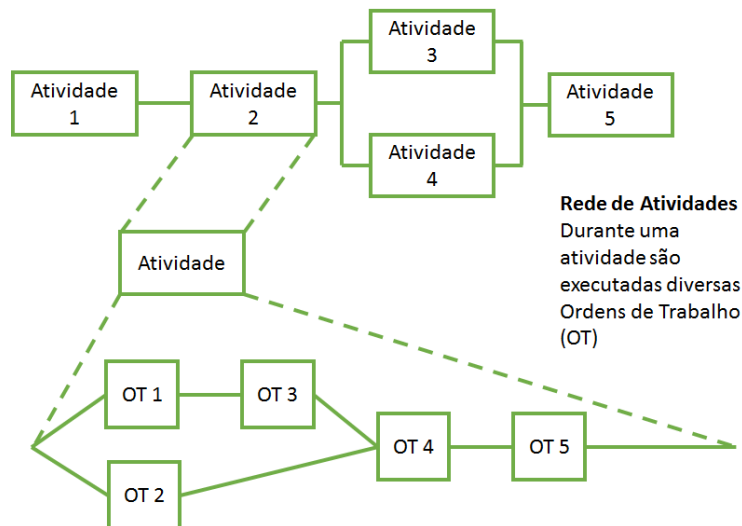 Atividade
1
Atividade
2
Atividade
3
Atividade
4
Atividade
5
Rede de Atividades
Durante uma
atividade são
executadas diversas
Ordens de Trabalho
(OT)
Atividade
OT 1
OT 3
OT 2
OT 4
OT 5